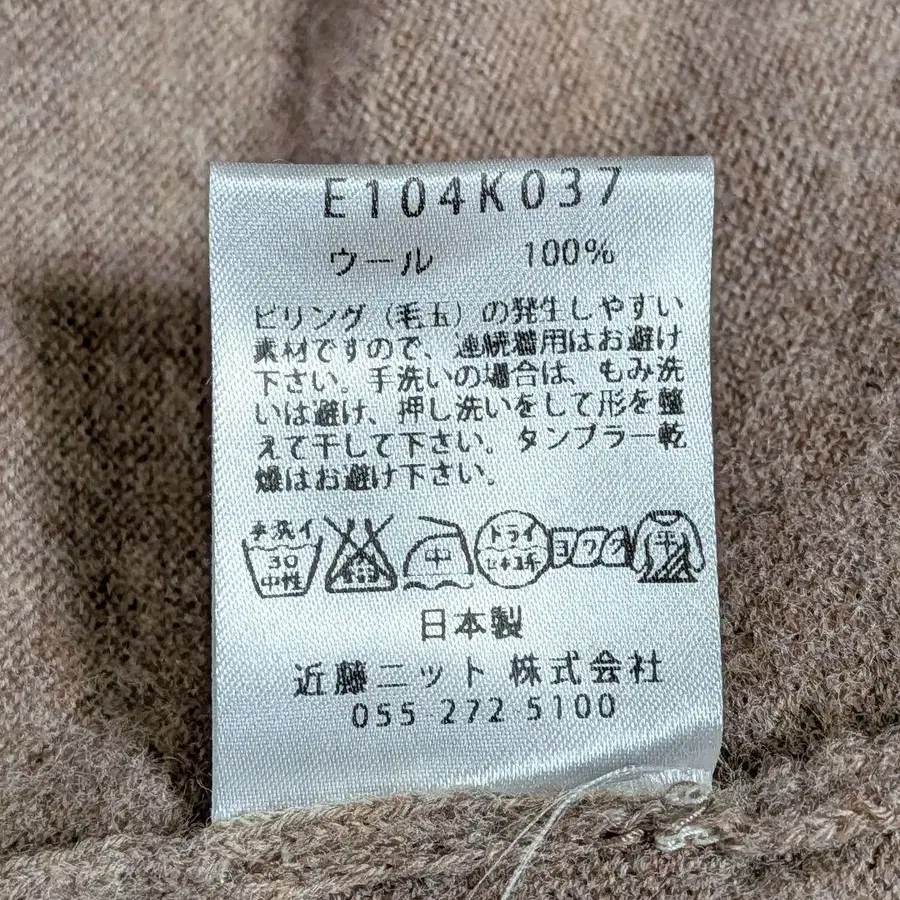 E104K037
ウール 100%
ピリング（毛玉）の発生しやすい
素材ですので、連続着用はお避け
下さい。手洗いの場合は、もみ洗
いは避け、押し洗いをして形を整
えて干して下さい。タンブラー乾
燥はお避け下さい。
手洗イ ドライ
30 中 セキユ系 ヨワク 平
中性
日本製
近藤ニット 株式会社
055 272 5100